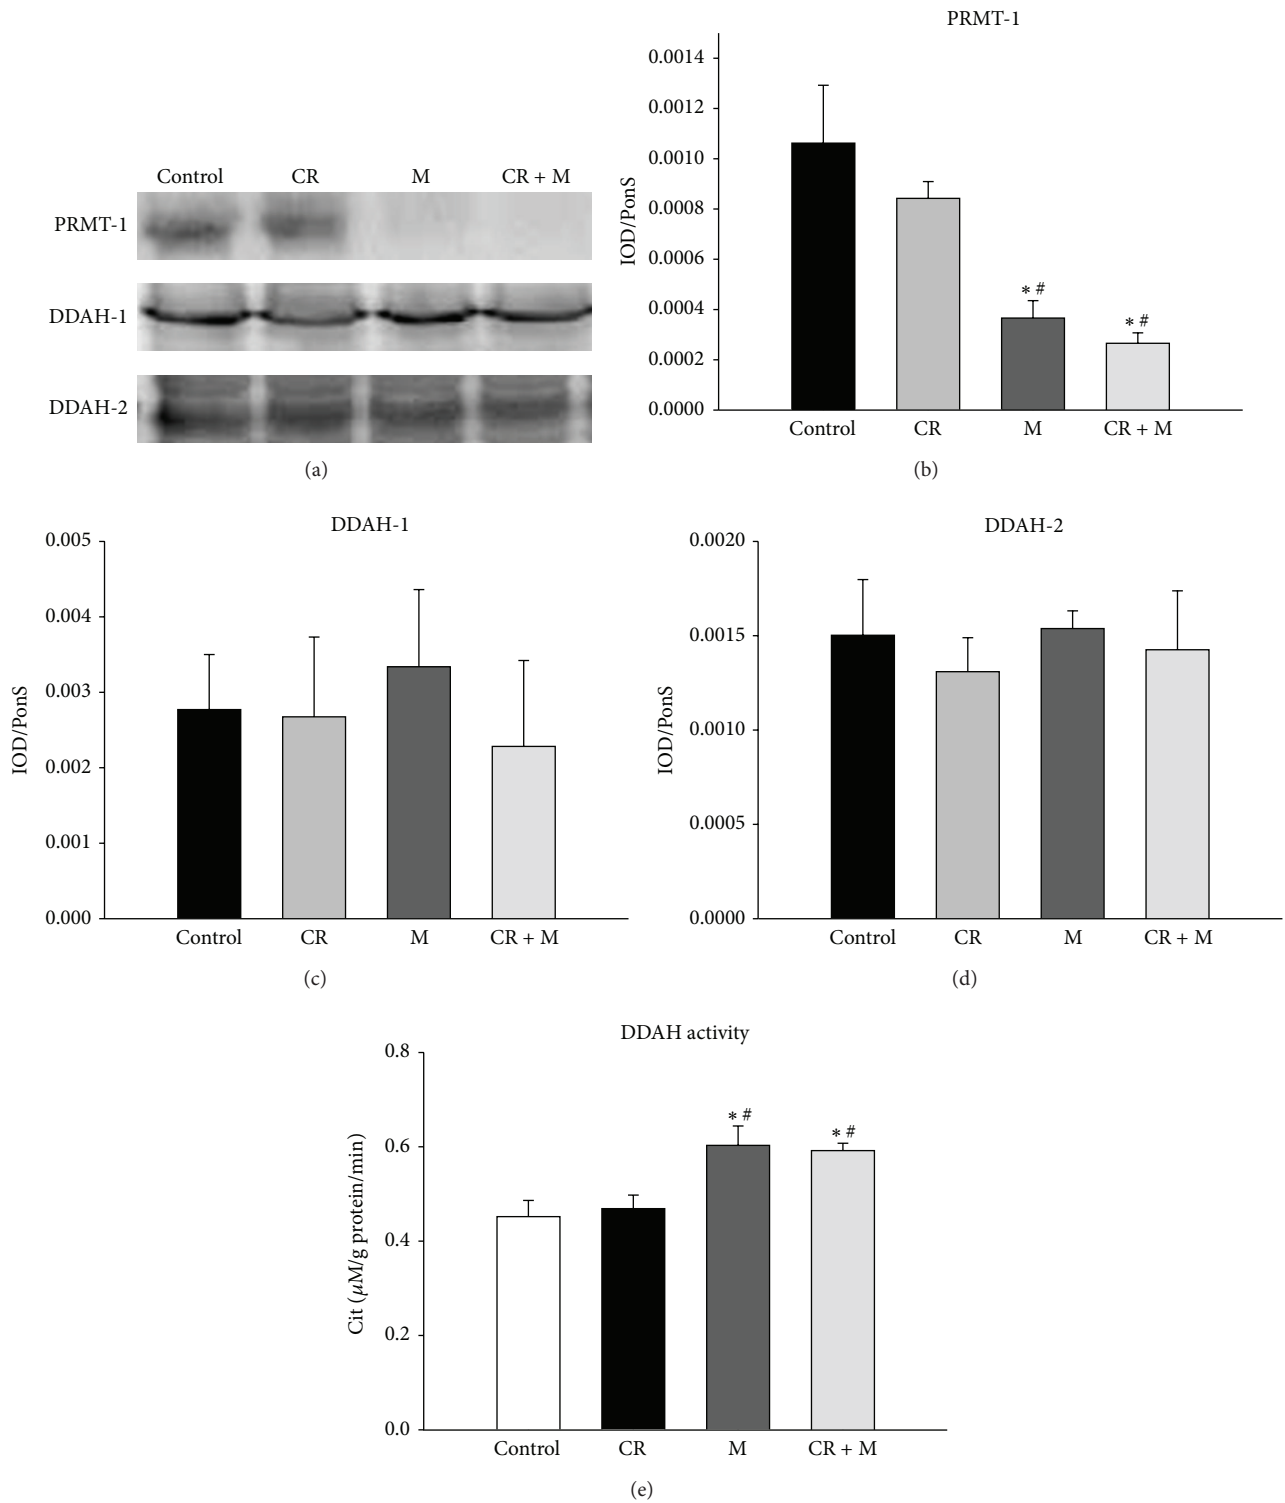 Control CR M CR + M
PRMT-1
DDAH-1
DDAH-2
(a)
PRMT-1
0.0014
0.0012
0.0010
0.0008
0.0006
0.0004
0.0002
0.0000
IOD/PonS
* #
* #
Control CR M CR + M
(b)
DDAH-1
0.005
0.004
0.003
0.002
0.001
0.000
IOD/PonS
Control CR M CR + M
(c)
DDAH-2
0.0020
0.0015
0.0010
0.0005
0.0000
IOD/PonS
Control CR M CR + M
(d)
DDAH activity
0.8
0.6
0.4
0.2
0.0
Cit (µM/g protein/min)
* #
* #
Control CR M CR + M
(e)